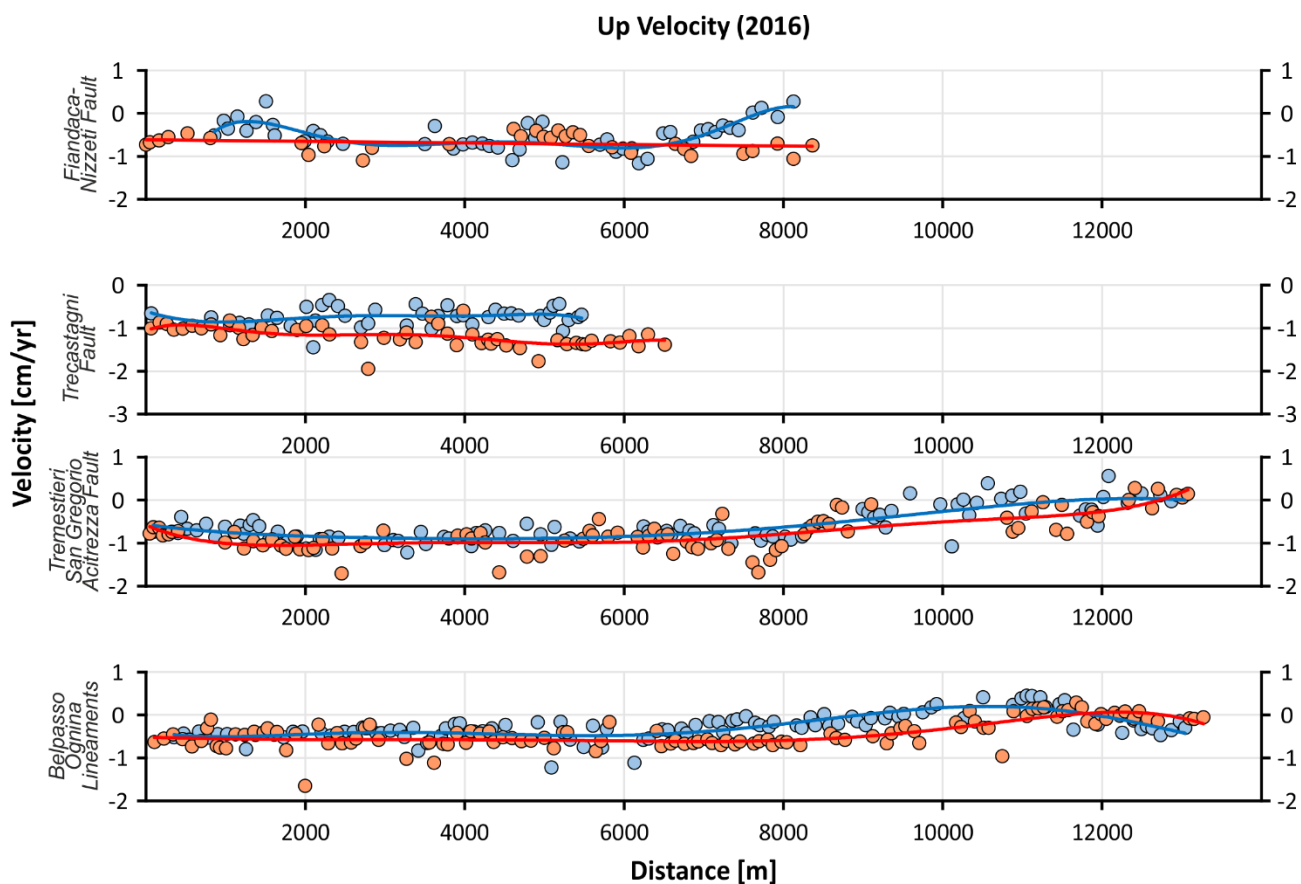 Up Velocity (2016)
Velocity [cm/yr]
Fiandaca-
Nizzeti Fault
1
0
-1
-2
1
0
-1
-2
2000 4000 6000 8000 10000 12000
Trecastagni
Fault
0
-1
-2
-3
0
-1
-2
-3
2000 4000 6000 8000 10000 12000
Tremestieri
San Gregorio
Acitrezza Fault
1
0
-1
-2
1
0
-1
-2
2000 4000 6000 8000 10000 12000
Belpasso
Ognina
Lineaments
1
0
-1
-2
1
0
-1
-2
2000 4000 6000 8000 10000 12000
Distance [m]